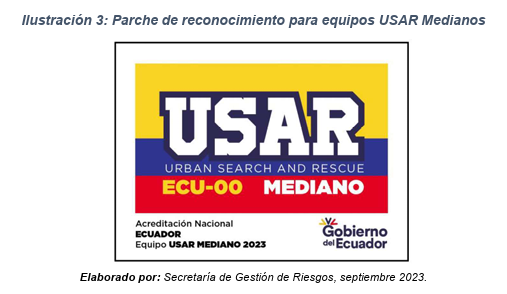 Ilustración 3: Parche de reconocimiento para equipos USAR Medianos
USAR
URBAN SEARCH AND RESCUE
ECU-00 MEDIANO
Acreditación Nacional
ECUADOR
Equipo USAR MEDIANO 2023
Gobierno
del Ecuador
Elaborado por: Secretaría de Gestión de Riesgos, septiembre 2023.